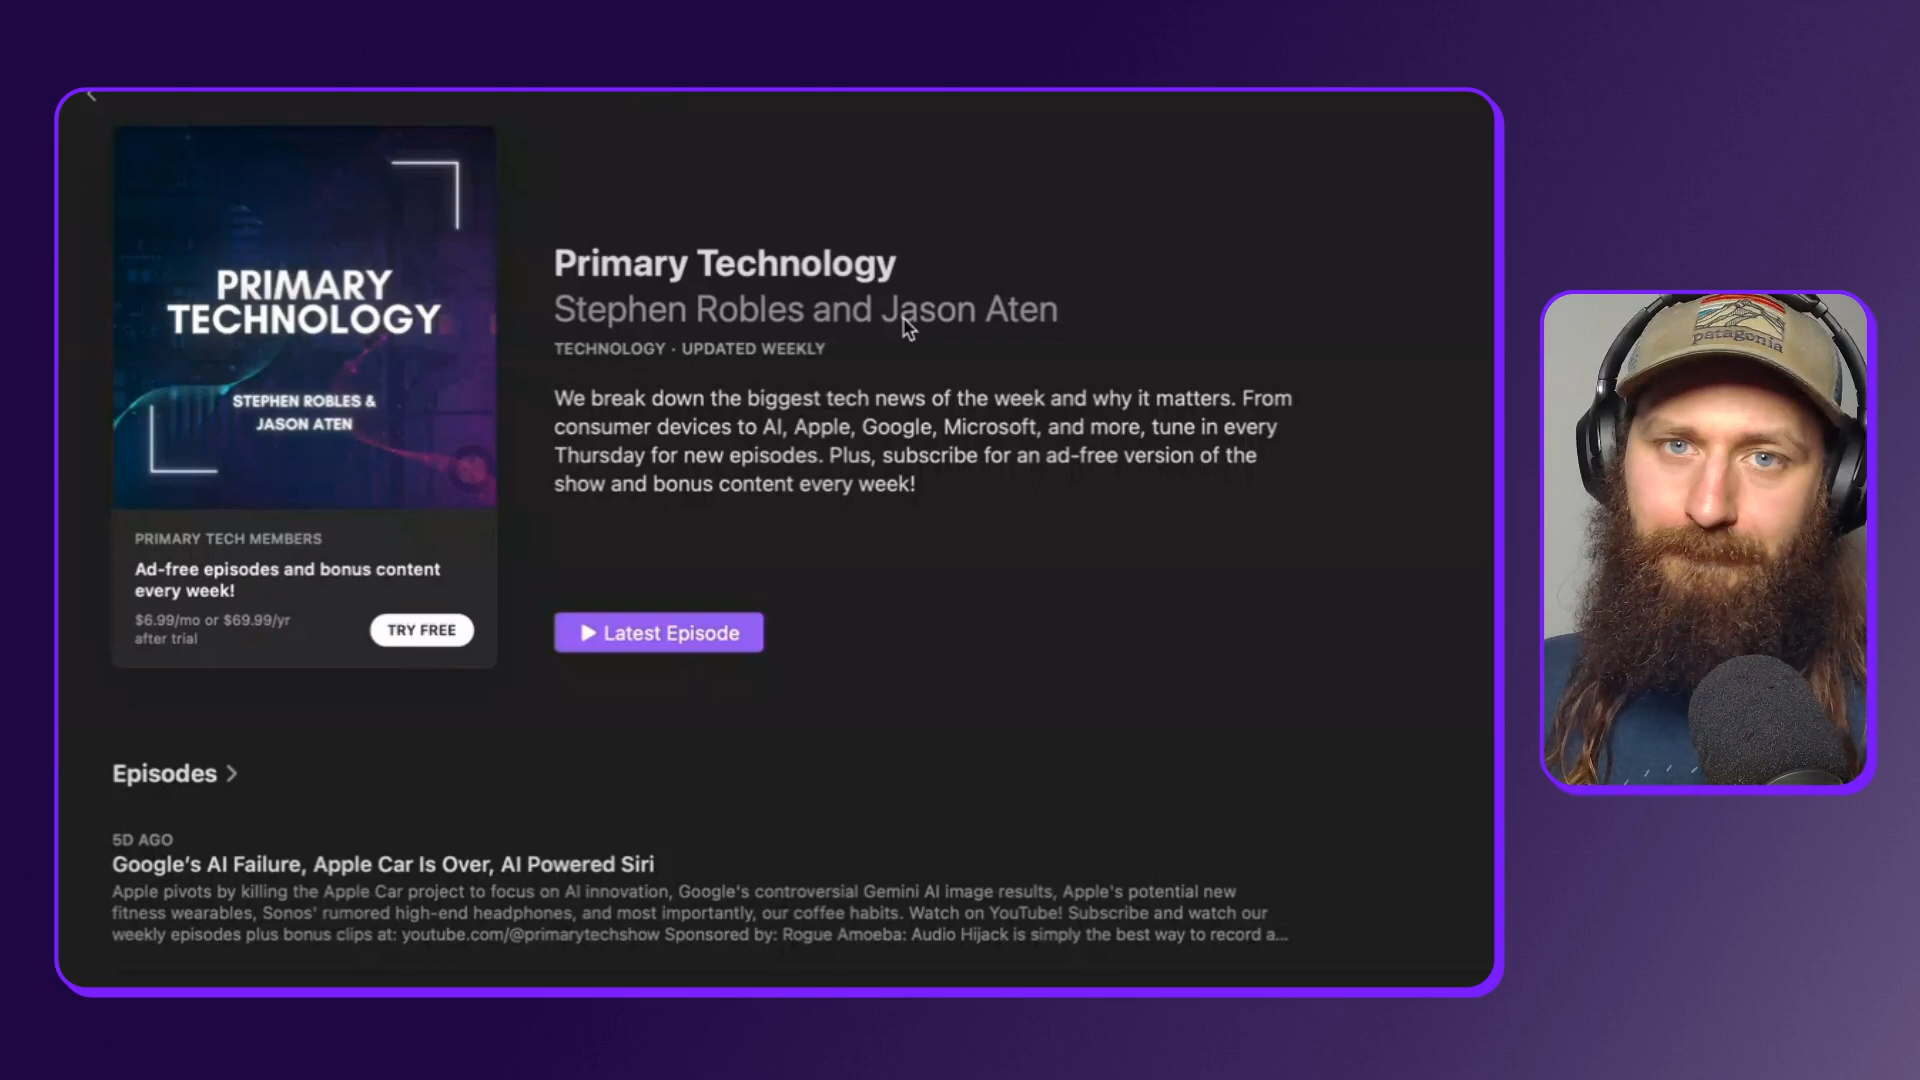 PRIMARY
TECHNOLOGY
STEPHEN ROBLES &
JASON ATEN
PRIMARY TECH MEMBERS
Ad-free episodes and bonus content
every week!
$6.99/mo or $69.99/yr
after trial
TRY FREE
Primary Technology
Stephen Robles and Jason Aten
TECHNOLOGY · UPDATED WEEKLY
We break down the biggest tech news of the week and why it matters. From
consumer devices to AI, Apple, Google, Microsoft, and more, tune in every
Thursday for new episodes. Plus, subscribe for an ad-free version of the
show and bonus content every week!
Latest Episode
Episodes
5D AGO
Google's AI Failure, Apple Car Is Over, AI Powered Siri
Apple pivots by killing the Apple Car project to focus on AI innovation, Google's controversial Gemini AI image results, Apple's potential new
fitness wearables, Sonos' rumored high-end headphones, and most importantly, our coffee habits. Watch on YouTube! Subscribe and watch our
weekly episodes plus bonus clips at: youtube.com/@primarytechshow Sponsored by: Rogue Amoeba: Audio Hijack is simply the best way to record a...
patagonia